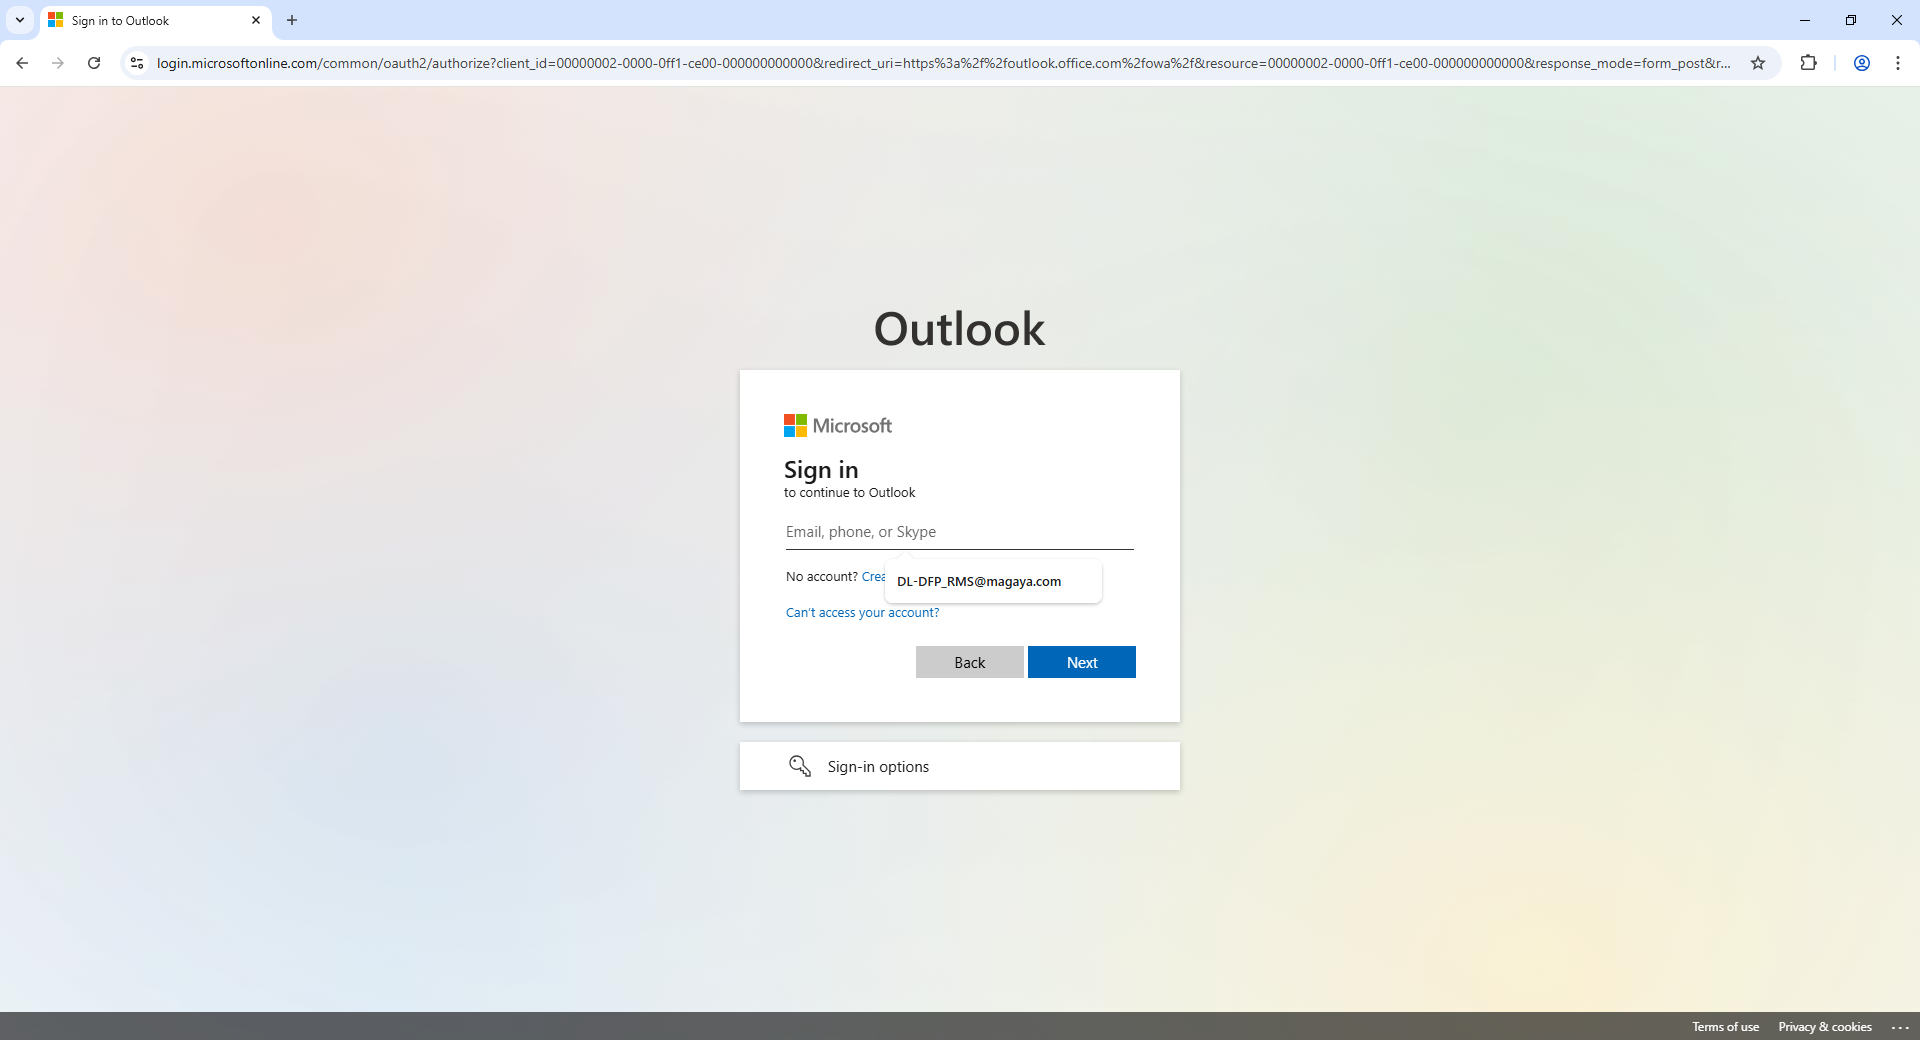 Sign in to Outlook
login.microsoftonline.com/common/oauth2/authorize?client_id=00000002-0000-0ff1-ce00-000000000000&redirect_uri=https%3a%2f%2foutlook.office.com%2fowa%2f&resource=00000002-0000-0ff1-ce00-000000000000&response_mode=form_post&r...
Outlook
Microsoft
Sign in
to continue to Outlook
Email, phone, or Skype
No account? Crea
DL-DFP_RMS@magaya.com
Can't access your account?
Back Next
Sign-in options
Terms of use Privacy & cookies ...